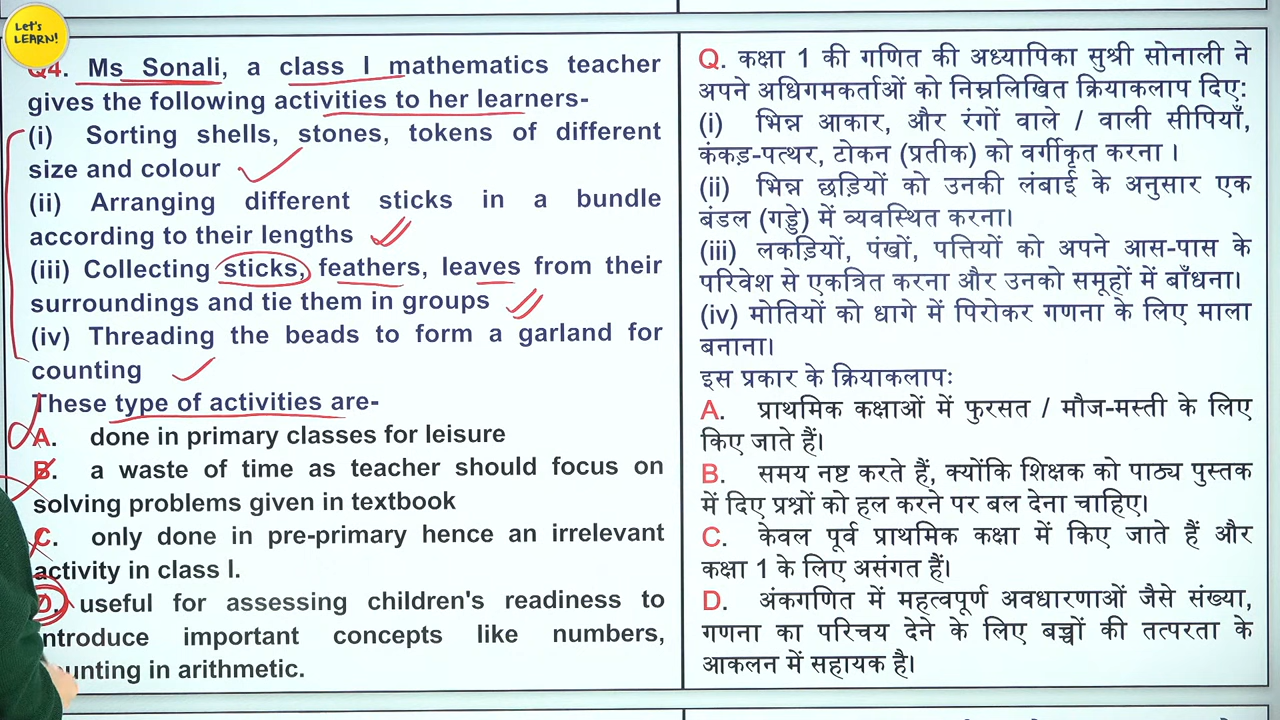 Let's
LEARN!
Q4. Ms Sonali, a class I mathematics teacher
gives the following activities to her learners-
(i) Sorting shells, stones, tokens of different
size and colour
(ii) Arranging different sticks in a bundle
according to their lengths
(iii) Collecting sticks, feathers, leaves from their
surroundings and tie them in groups
(iv) Threading the beads to form a garland for
counting
These type of activities are-
A. done in primary classes for leisure
B. a waste of time as teacher should focus on
solving problems given in textbook
C. only done in pre-primary hence an irrelevant
activity in class I.
D. useful for assessing children's readiness to
introduce important concepts like numbers,
counting in arithmetic.
Q. कक्षा 1 की गणित की अध्यापिका सुश्री सोनाली ने
अपने अधिगमकर्ताओं को निम्नलिखित क्रियाकलाप दिए:
(i) भिन्न आकार, और रंगों वाले / वाली सीपियाँ,
कंकड़-पत्थर, टोकन (प्रतीक) को वर्गीकृत करना ।
(ii) भिन्न छड़ियों को उनकी लंबाई के अनुसार एक
बंडल (गड्डे) में व्यवस्थित करना।
(iii) लकड़ियों, पंखों, पत्तियों को अपने आस-पास के
परिवेश से एकत्रित करना और उनको समूहों में बाँधना।
(iv) मोतियों को धागे में पिरोकर गणना के लिए माला
बनाना।
इस प्रकार के क्रियाकलाप:
A. प्राथमिक कक्षाओं में फुरसत / मौज-मस्ती के लिए
किए जाते हैं।
B. समय नष्ट करते हैं, क्योंकि शिक्षक को पाठ्य पुस्तक
में दिए प्रश्नों को हल करने पर बल देना चाहिए।
C. केवल पूर्व प्राथमिक कक्षा में किए जाते हैं और
कक्षा 1 के लिए असंगत हैं।
D. अंकगणित में महत्वपूर्ण अवधारणाओं जैसे संख्या,
गणना का परिचय देने के लिए बच्चों की तत्परता के
आकलन में सहायक है।